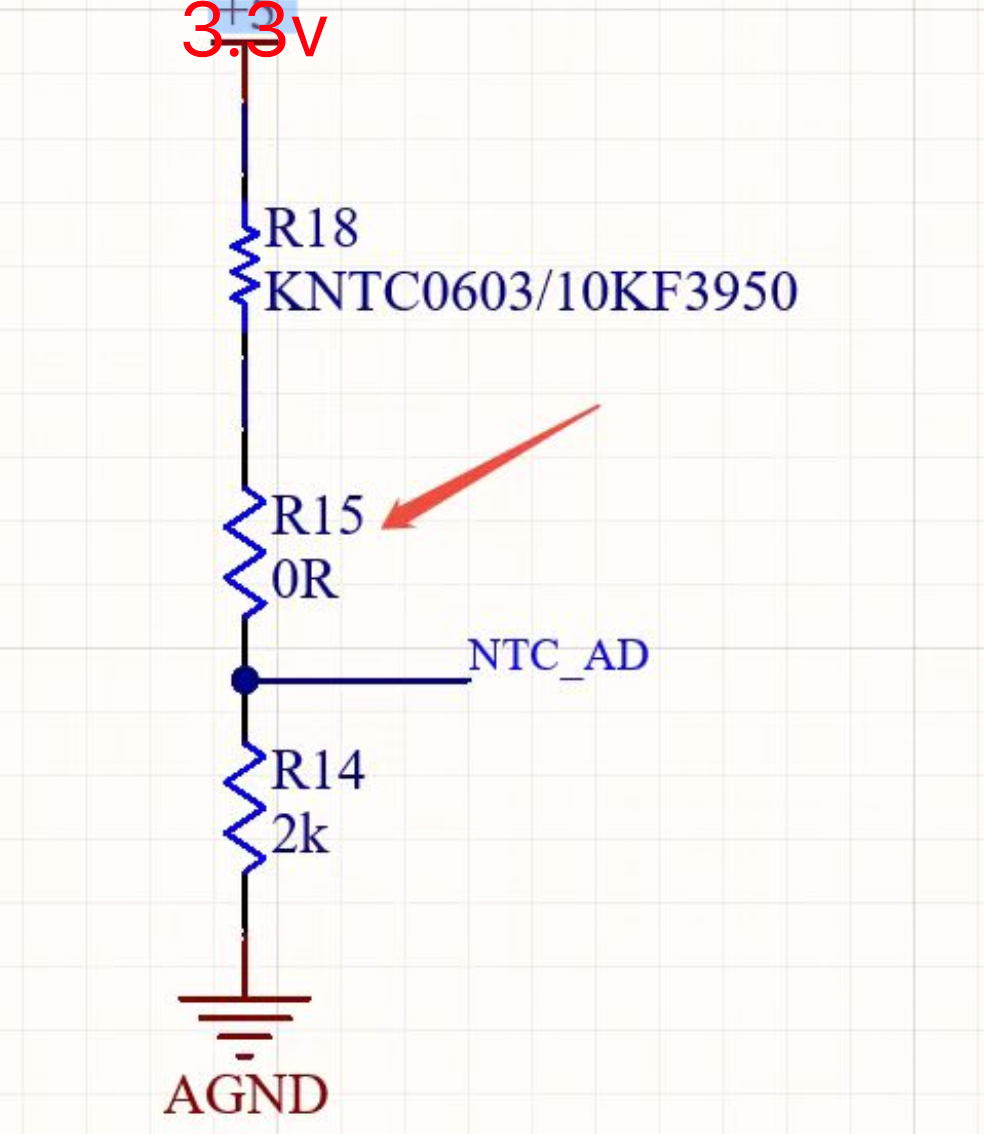 3.3v
R18
KNTC0603/10KF3950
R15
0R
NTC_AD
R14
2k
AGND